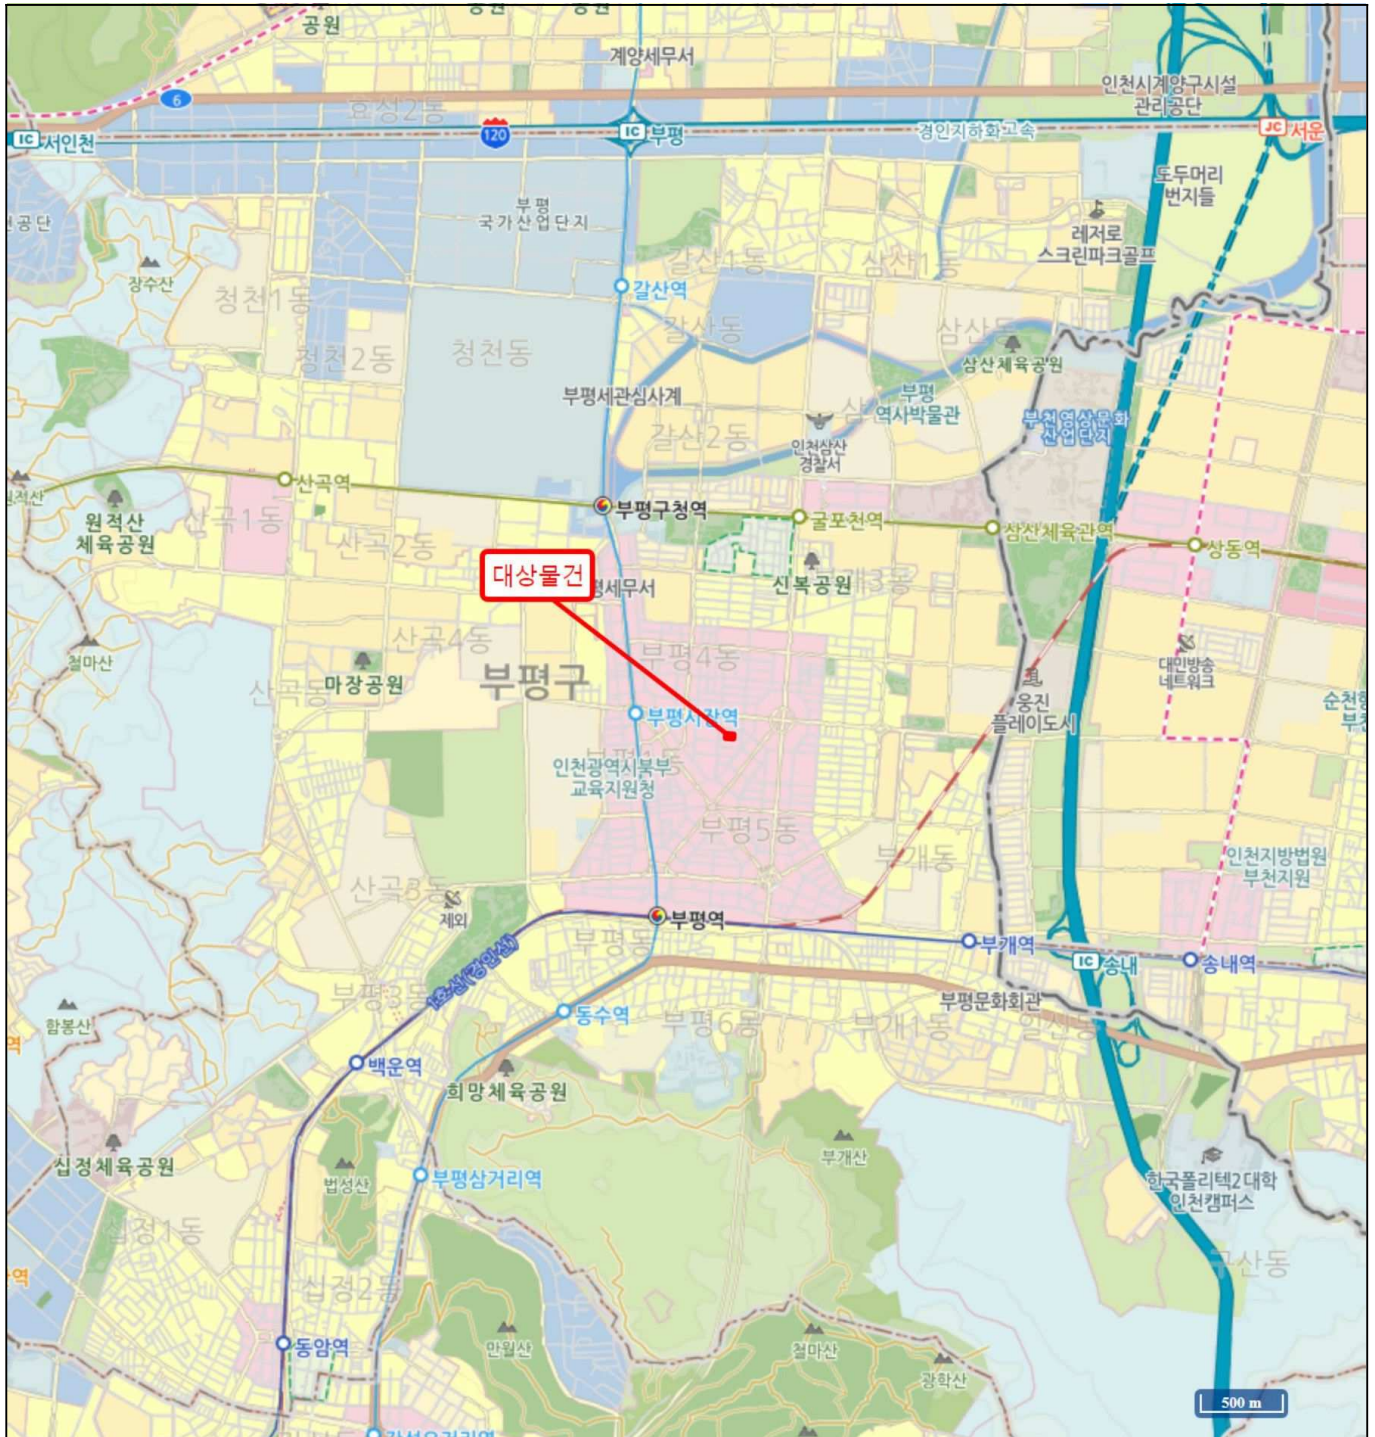 공원
계양세무서
인천시계양구시설
관리공단
6
효성2동
IC 서인천
120
IC 부평
경인지하화고속
JC 서운
도두머리
번지들
부평
국가산업단지
레저로
스크린파크골프
장수산
갈산1동
삼산1동
청천1동
갈산역
갈산동
삼산동
청천2동
청천동
삼산체육공원
부평세관심사계
부평
역사박물관
갈산2동
부천영상문화
산업단지
인천삼산
경찰서
산곡역
원적산
체육공원
산곡1동
산곡2동
부평구청역
굴포천역
삼산체육관역
상동역
대상물건
신복공원
산곡4동
부평4동
철마산
마장공원
부평구
산곡동
대민방송
네트워크
웅진
플레이도시
부평시장역
인천광역시북부
교육지원청
부평5동
부개동
인천지방법원
부천지원
산곡3동
제외
부평역
부평동
부개역
IC 송내
송내역
1호선(경인선)
부평3동
부평문화회관
함봉산
동수역
부평6동
부개1동
일신동
백운역
희망체육공원
십정체육공원
법성산
부평삼거리역
부개산
한국폴리텍2대학
인천캠퍼스
십정1동
구산동
십정2동
동암역
만월산
철마산
광학산
500 m